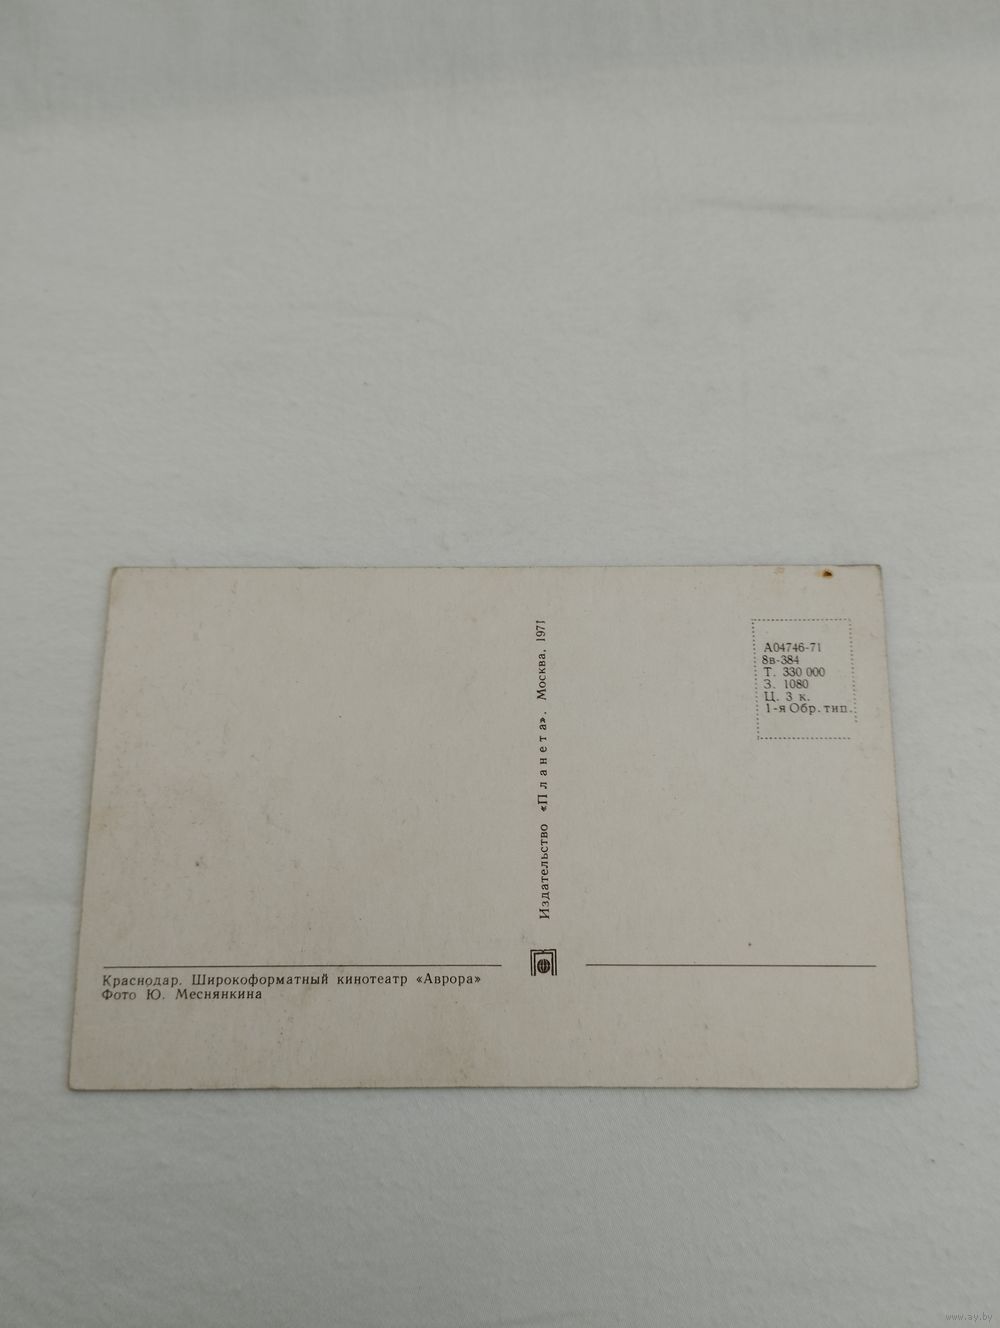 Издательство «Планета». Москва, 1971
А04746-71
8в-384
Т. 330 000
З. 1080
Ц. 3 к.
1-я Обр. тип.
Краснодар. Широкоформатный кинотеатр «Аврора»
Фото Ю. Меснянкина
www.ay.by